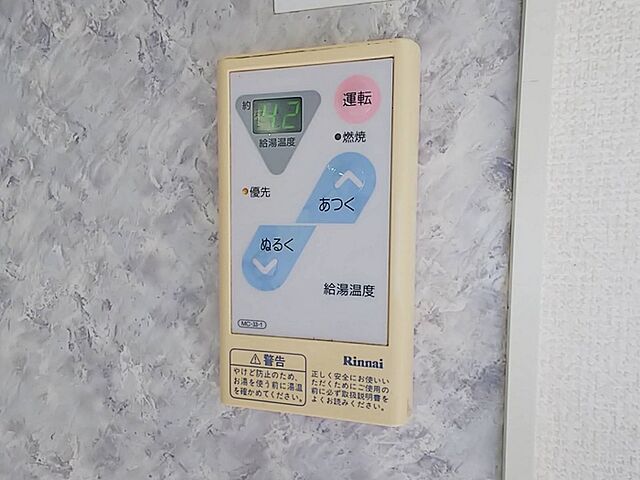 約 42
運転
給湯温度
燃焼
優先
あつく
ぬるく
給湯温度
MC-33-1
警告
やけど防止のため、
お湯を使う前に湯温
を確かめてください。
Rinnai
正しく安全にお使いい
ただくためにご使用の
前に必ず取扱説明書を
よくお読みください。